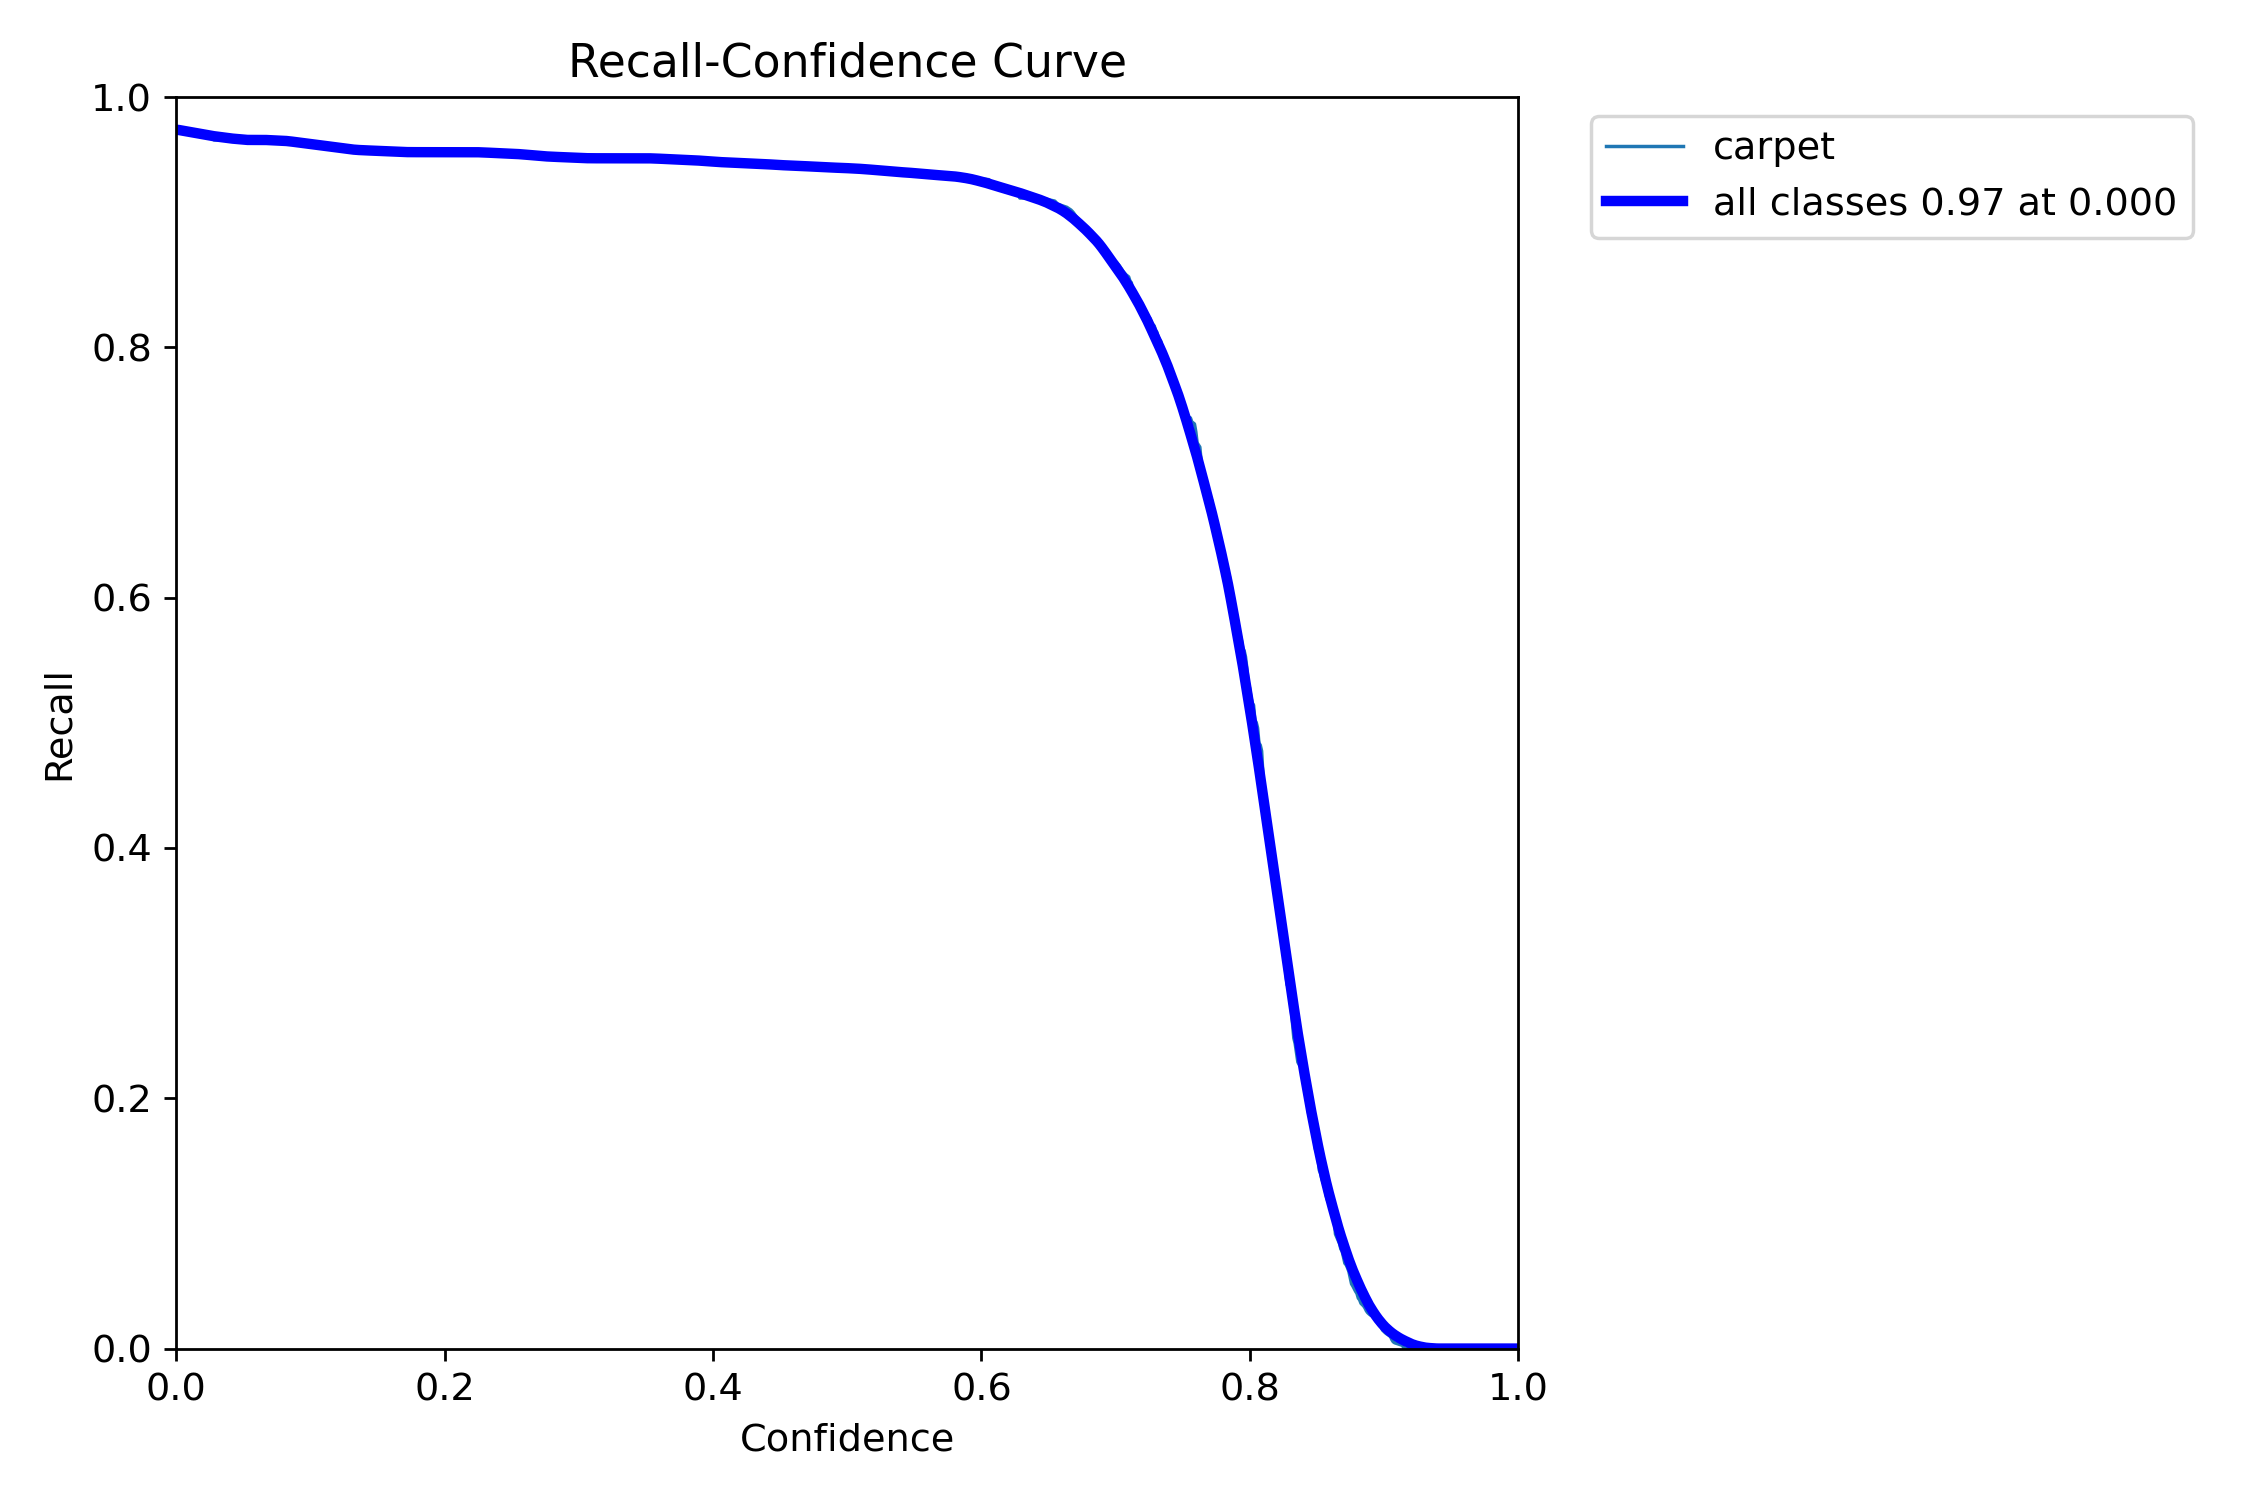 Recall-Confidence Curve
1.0
0.8
0.6
0.4
0.2
0.0
Recall
0.0 0.2 0.4 0.6 0.8 1.0
Confidence
carpet
all classes 0.97 at 0.000